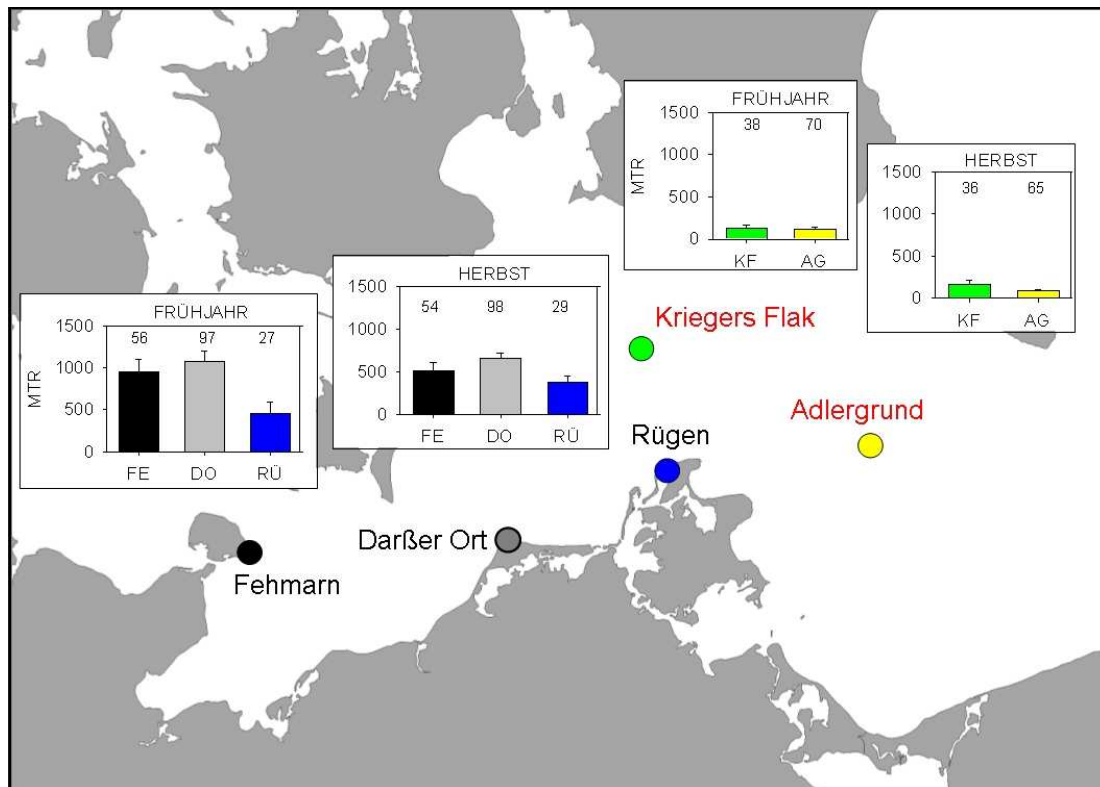 FRÜHJAHR
1500
1000
500
0
MTR
38 70
KF AG
HERBST
1500
1000
500
0
36 65
KF AG
HERBST
1500
1000
500
0
54 98 29
FE DO RÜ
FRÜHJAHR
1500
1000
500
0
MTR
56 97 27
FE DO RÜ
Kriegers Flak
Adlergrund
Rügen
Darßer Ort
Fehmarn